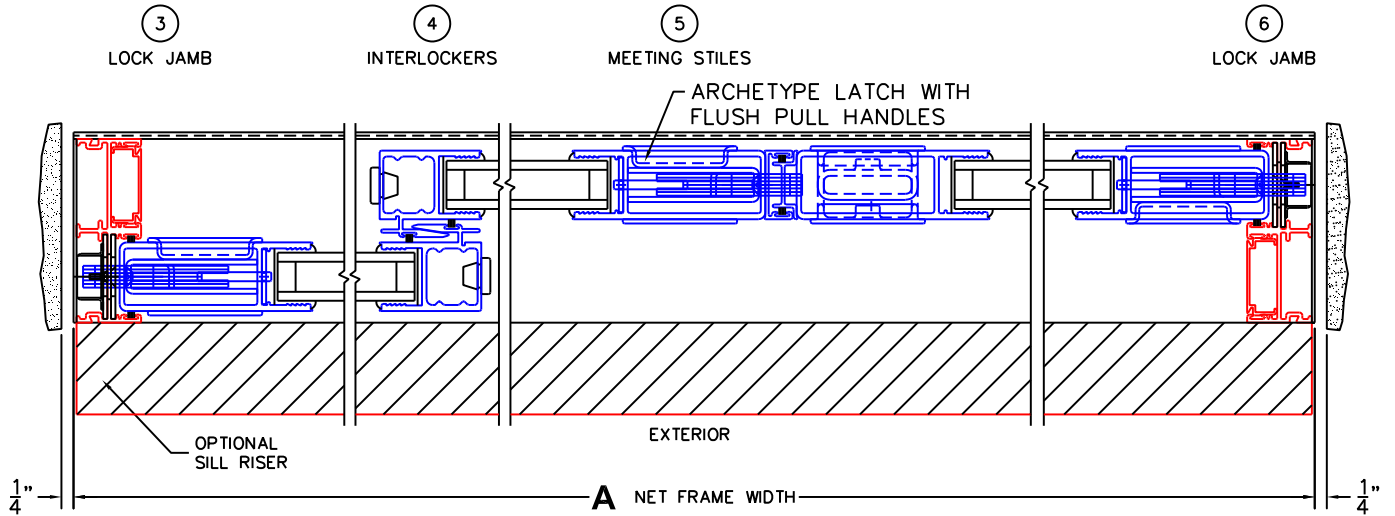 3 4 5 6
LOCK JAMB INTERLOCKERS MEETING STILES LOCK JAMB
ARCHETYPE LATCH WITH
FLUSH PULL HANDLES
EXTERIOR
OPTIONAL
SILL RISER
1/4" A NET FRAME WIDTH 1/4"